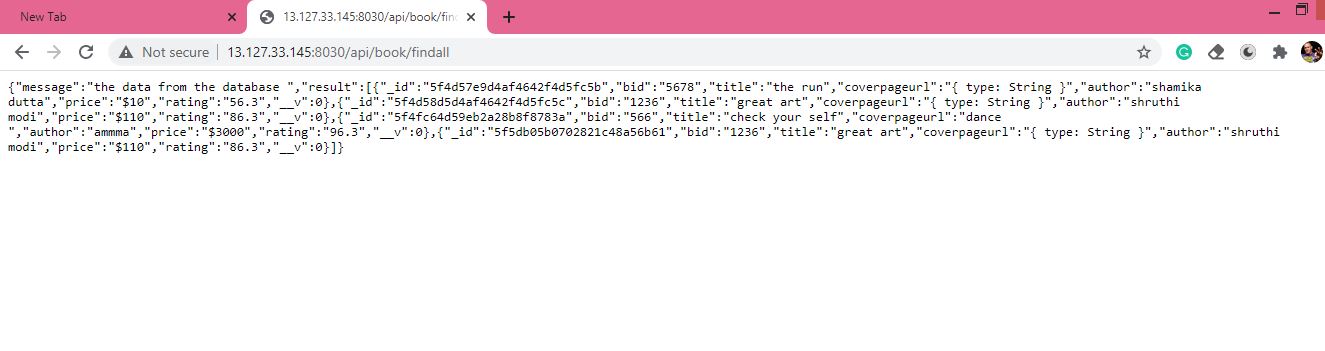 New Tab
13.127.33.145:8030/api/book/fin
Not secure
13.127.33.145:8030/api/book/findall
{"message":"the data from the database ","result":[{"_id":"5f4d57e9d4af4642f4d5fc5b","bid":"5678","title":"the run","coverpageurl":"{ type: String }","author":"shamika
dutta","price":"$10","rating":"56.3","__v":0},{"_id":"5f4d58d5d4af4642f4d5fc5c","bid":"1236","title":"great art","coverpageurl":"{ type: String }","author":"shruthi
modi","price":"$110","rating":"86.3","__v":0},{"_id":"5f4fc64d59eb2a28b8f8783a","bid":"566","title":"check your self","coverpageurl":"dance
","author":"ammma","price":"$3000","rating":"96.3","__v":0},{"_id":"5f5db05b0702821c48a56b61","bid":"1236","title":"great art","coverpageurl":"{ type: String }","author":"shruthi
modi","price":"$110","rating":"86.3","__v":0}]}